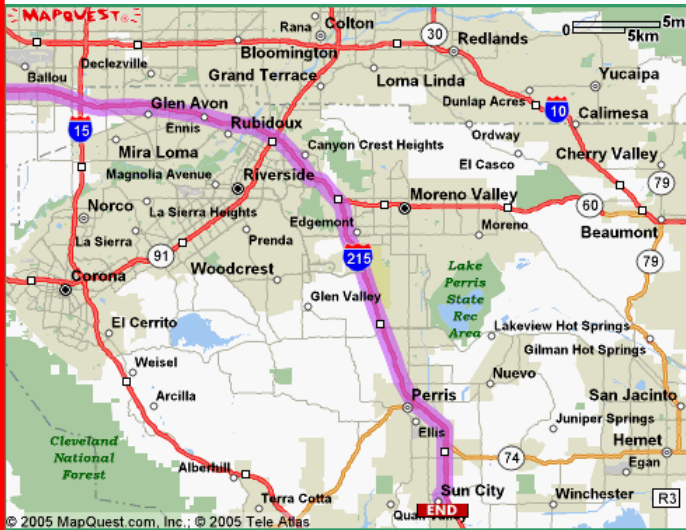 MAPQUEST
Rana
Colton
30
Redlands
5m
0
5km
Declezville
Bloomington
Ballou
Grand Terrace
Loma Linda
Yucaipa
Dunlap Acres
10
Calimesa
Glen Avon
15
Ennis
Rubidoux
Ordway
Mira Loma
Canyon Crest Heights
El Casco
Cherry Valley
Magnolia Avenue
Riverside
79
Moreno Valley
60
Norco
La Sierra Heights
Edgemont
Moreno
Beaumont
La Sierra
Prenda
91
215
79
Woodcrest
Lake
Perris
State
Rec
Area
Corona
Glen Valley
El Cerrito
Lakeview Hot Springs
Gilman Hot Springs
Weisel
Nuevo
Arcilla
Perris
San Jacinto
Juniper Springs
Ellis
Cleveland
National
Forest
74
Hemet
Egan
Alberhill
Sun City
Winchester
R3
Terra Cotta
END
© 2005 MapQuest.com, Inc.; © 2005 Tele Atlas